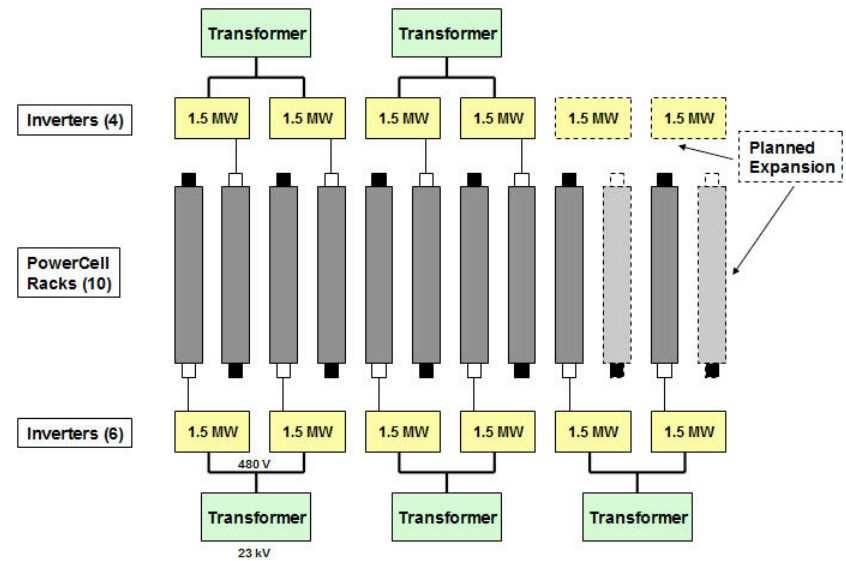 Transformer
Transformer
Inverters (4)
1.5 MW
1.5 MW
1.5 MW
1.5 MW
1.5 MW
1.5 MW
Planned
Expansion
PowerCell
Racks (10)
Inverters (6)
1.5 MW
1.5 MW
1.5 MW
1.5 MW
1.5 MW
1.5 MW
480 V
Transformer
Transformer
Transformer
23 kV